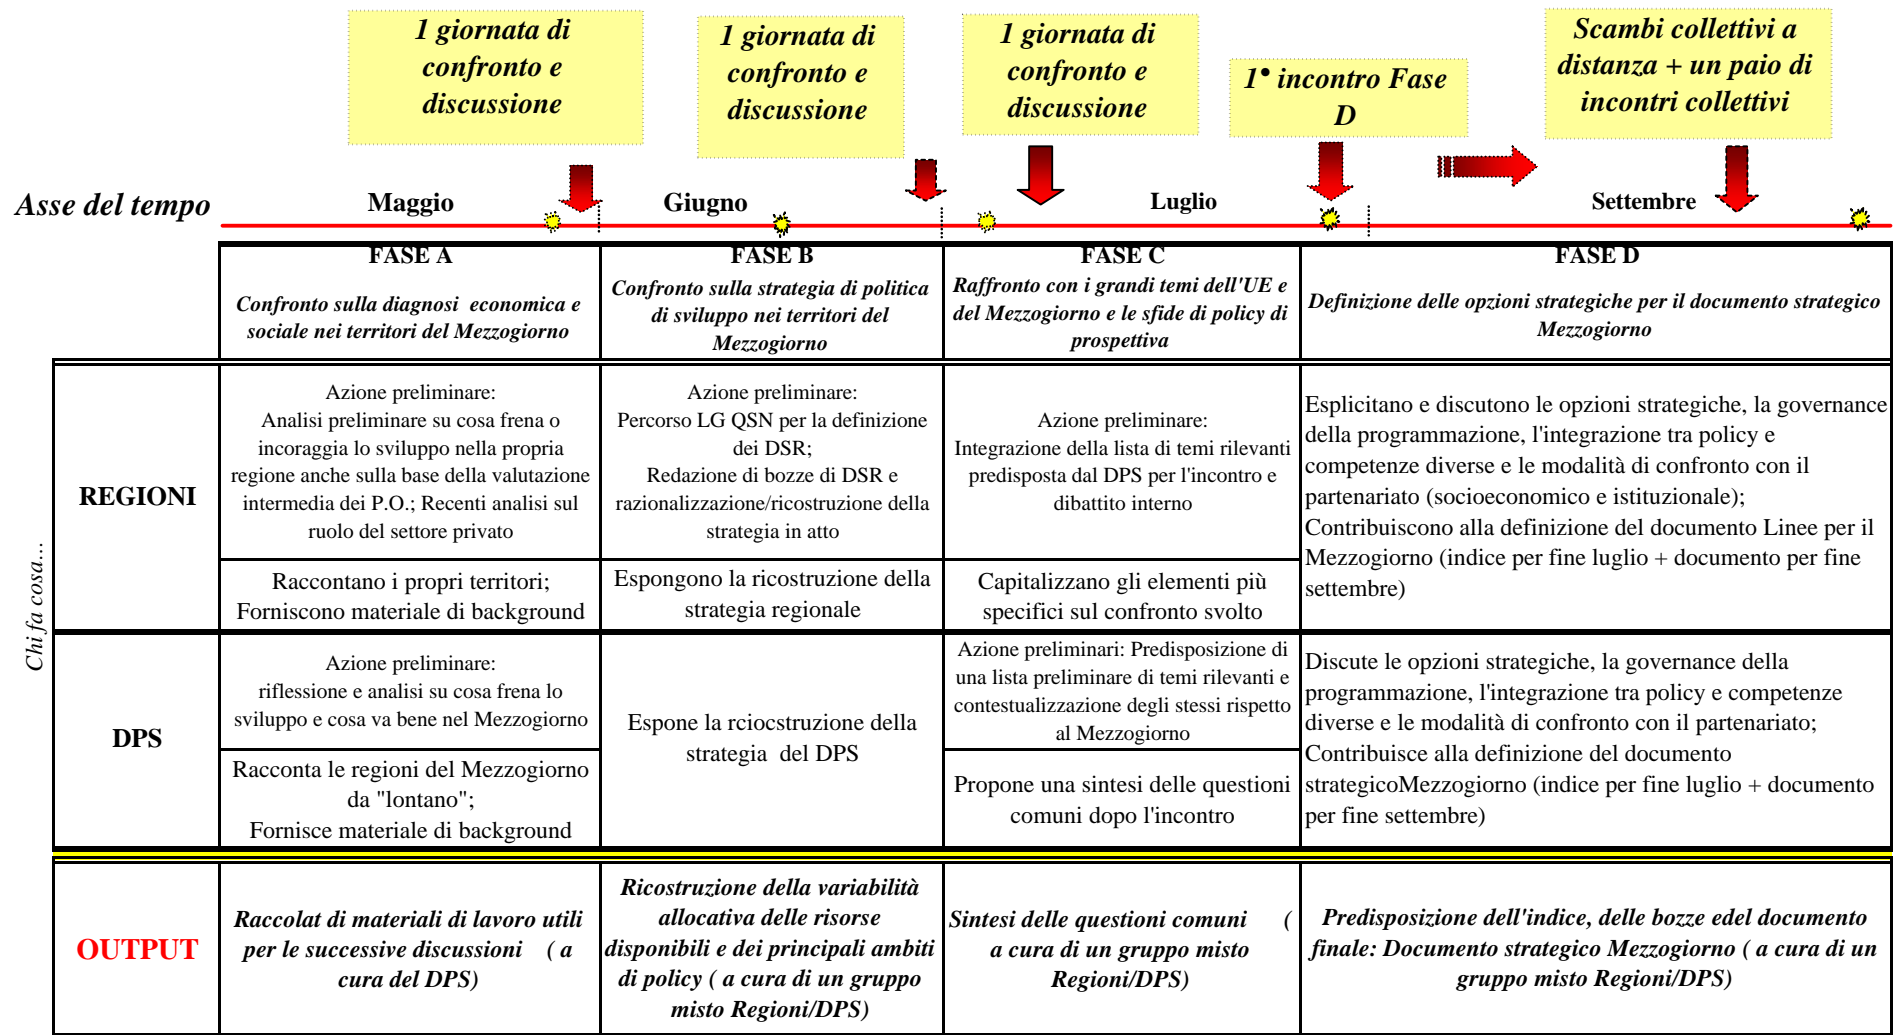 1 giornata di
confronto e
discussione
1 giornata di
confronto e
discussione
1 giornata di
confronto e
discussione
1• incontro Fase
D
Scambi collettivi a
distanza + un paio di
incontri collettivi
Asse del tempo
Maggio
Giugno
Luglio
Settembre
FASE A
Confronto sulla diagnosi economica e
sociale nei territori del Mezzogiorno
FASE B
Confronto sulla strategia di politica
di sviluppo nei territori del
Mezzogiorno
FASE C
Raffronto con i grandi temi dell'UE e
del Mezzogiorno e le sfide di policy di
prospettiva
FASE D
Definizione delle opzioni strategiche per il documento strategico
Mezzogiorno
Chi fa cosa...
REGIONI
Azione preliminare:
Analisi preliminare su cosa frena o
incoraggia lo sviluppo nella propria
regione anche sulla base della valutazione
intermedia dei P.O.; Recenti analisi sul
ruolo del settore privato
Azione preliminare:
Percorso LG QSN per la definizione
dei DSR;
Redazione di bozze di DSR e
razionalizzazione/ricostruzione della
strategia in atto
Azione preliminare:
Integrazione della lista di temi rilevanti
predisposta dal DPS per l'incontro e
dibattito interno
Esplicitano e discutono le opzioni strategiche, la governance
della programmazione, l'integrazione tra policy e
competenze diverse e le modalità di confronto con il
partenariato (socioeconomico e istituzionale);
Contribuiscono alla definizione del documento Linee per il
Mezzogiorno (indice per fine luglio + documento per fine
settembre)
Raccontano i propri territori;
Forniscono materiale di background
Espongono la ricostruzione della
strategia regionale
Capitalizzano gli elementi più
specifici sul confronto svolto
DPS
Azione preliminare:
riflessione e analisi su cosa frena lo
sviluppo e cosa va bene nel Mezzogiorno
Espone la rciocstruzione della
strategia del DPS
Azione preliminari: Predisposizione di
una lista preliminare di temi rilevanti e
contestualizzazione degli stessi rispetto
al Mezzogiorno
Discute le opzioni strategiche, la governance della
programmazione, l'integrazione tra policy e competenze
diverse e le modalità di confronto con il partenariato;
Contribuisce alla definizione del documento
strategicoMezzogiorno (indice per fine luglio + documento
per fine settembre)
Racconta le regioni del Mezzogiorno
da "lontano";
Fornisce materiale di background
Propone una sintesi delle questioni
comuni dopo l'incontro
OUTPUT
Raccolat di materiali di lavoro utili
per le successive discussioni ( a
cura del DPS)
Ricostruzione della variabilità
allocativa delle risorse
disponibili e dei principali ambiti
di policy ( a cura di un gruppo
misto Regioni/DPS)
Sintesi delle questioni comuni (
a cura di un gruppo misto
Regioni/DPS)
Predisposizione dell'indice, delle bozze edel documento
finale: Documento strategico Mezzogiorno ( a cura di un
gruppo misto Regioni/DPS)